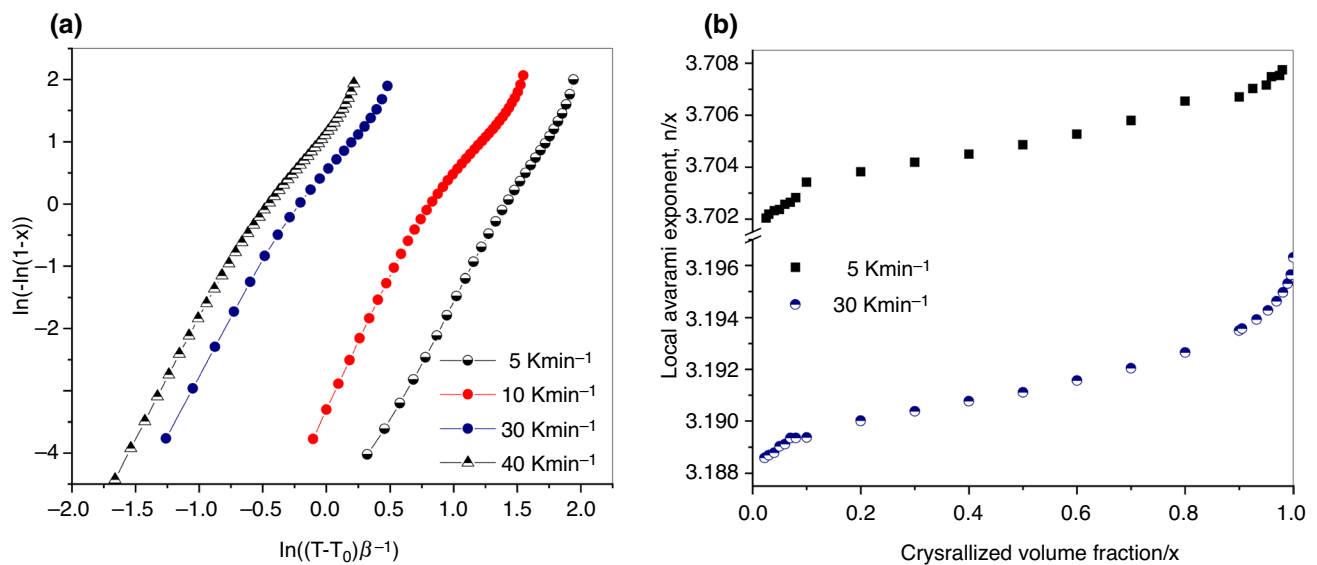 (a)
2
1
0
–1
–2
–3
–4
ln(-ln(1-x))
5 Kmin⁻¹
10 Kmin⁻¹
30 Kmin⁻¹
40 Kmin⁻¹
–2.0 –1.5 –1.0 –0.5 0.0 0.5 1.0 1.5 2.0
ln((T-T₀)β⁻¹)
(b)
3.708
3.706
3.704
3.702
3.196
3.194
3.192
3.190
3.188
Local avarami exponent, n/x
5 Kmin⁻¹
30 Kmin⁻¹
0.0 0.2 0.4 0.6 0.8 1.0
Crysrallized volume fraction/x